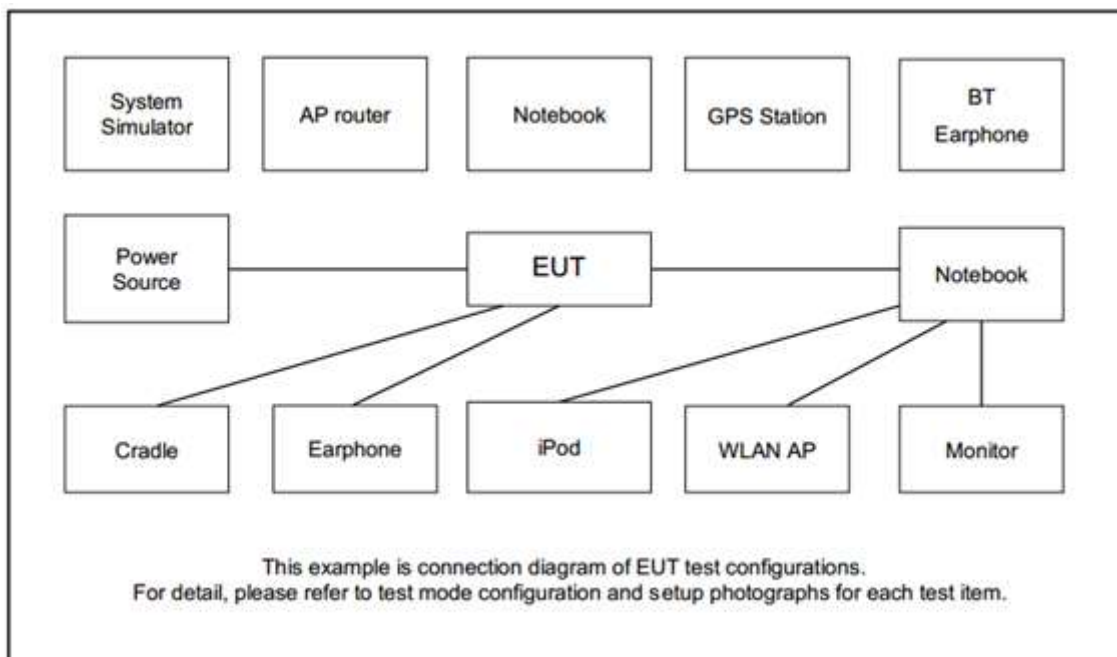 System
Simulator
AP router
Notebook
GPS Station
BT
Earphone
Power
Source
EUT
Notebook
Cradle
Earphone
iPod
WLAN AP
Monitor
This example is connection diagram of EUT test configurations.
For detail, please refer to test mode configuration and setup photographs for each test item.